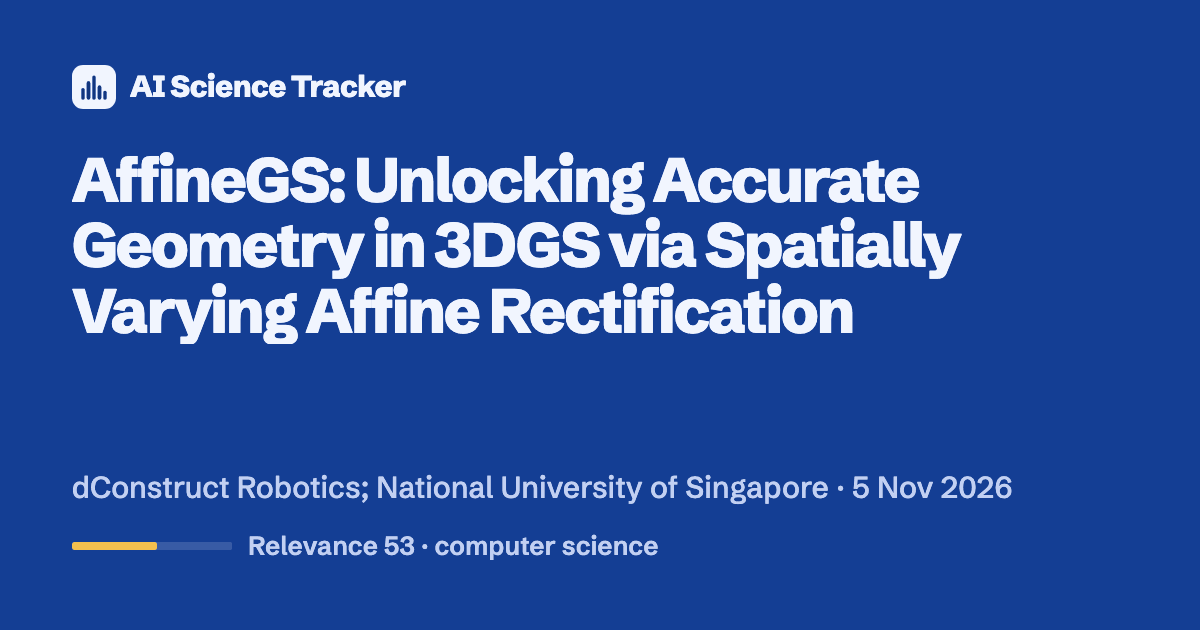 AI Science Tracker
AffineGS: Unlocking Accurate
Geometry in 3DGS via Spatially
Varying Affine Rectification
dConstruct Robotics; National University of Singapore · 5 Nov 2026
Relevance 53 · computer science